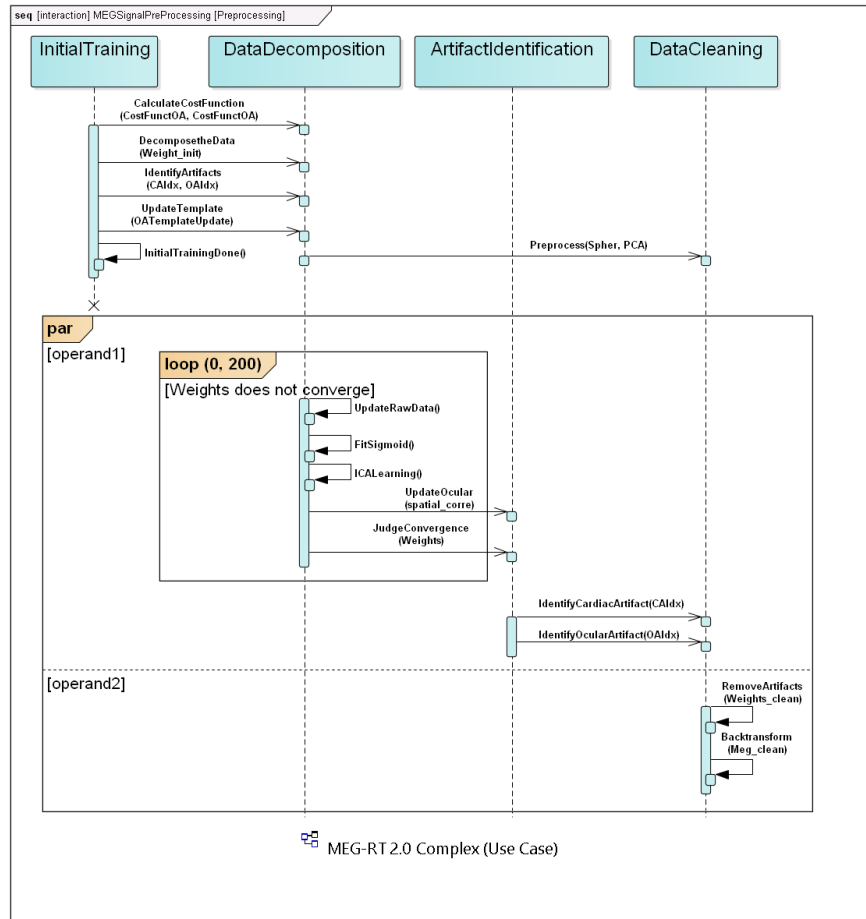 seq [interaction] MEGSignalPreProcessing [Preprocessing]
InitialTraining
DataDecomposition
ArtifactIdentification
DataCleaning
CalculateCostFunction
(CostFunctOA, CostFunctOA)
DecomposetheData
(Weight_init)
IdentifyArtifacts
(CAIdx, OAIdx)
UpdateTemplate
(OATemplateUpdate)
InitialTrainingDone()
Preprocess(Spher, PCA)
par
[operand1]
loop (0, 200)
[Weights does not converge]
UpdateRawData()
FitSigmoid()
ICALearning()
UpdateOcular
(spatial_corre)
JudgeConvergence
(Weights)
IdentifyCardiacArtifact(CAIdx)
IdentifyOcularArtifact(OAIdx)
[operand2]
RemoveArtifacts
(Weights_clean)
Backtransform
(Meg_clean)
MEG-RT 2.0 Complex (Use Case)